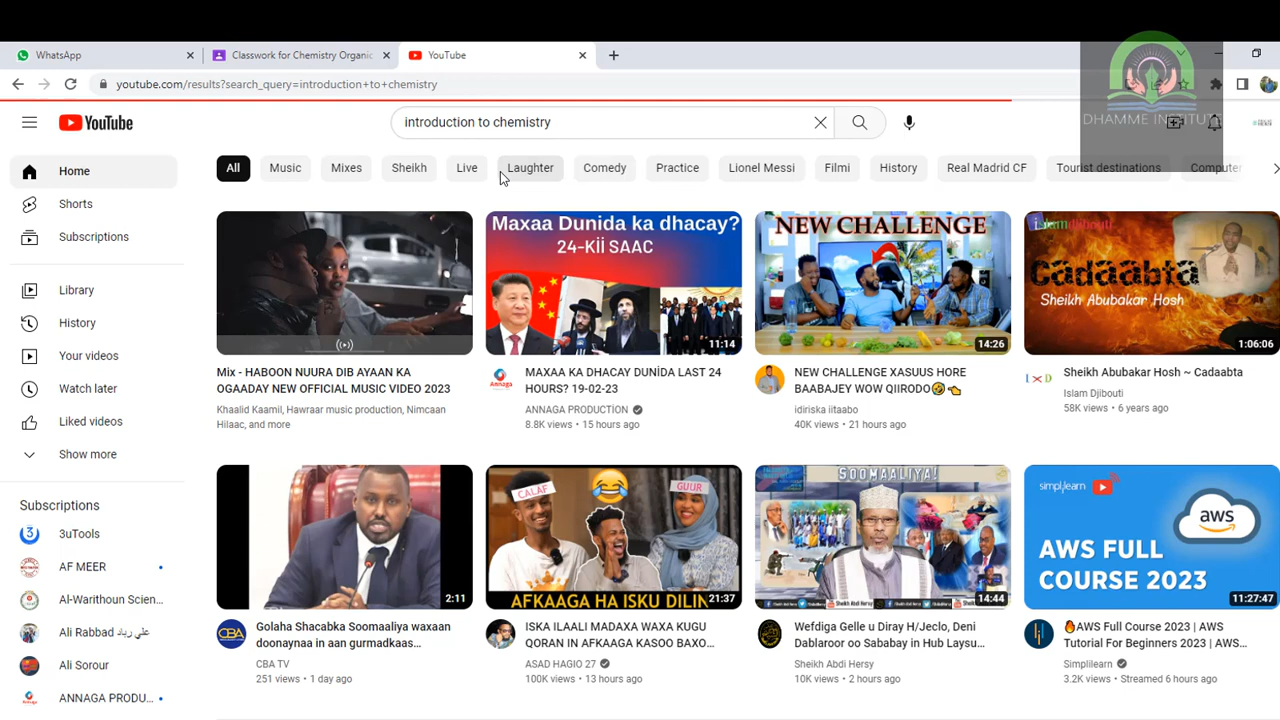 WhatsApp
Classwork for Chemistry Organic
YouTube
youtube.com/results?search_query=introduction+to+chemistry
DHAMME INSTITUTE
YouTube
introduction to chemistry
Home
Shorts
Subscriptions
Library
History
Your videos
Watch later
Liked videos
Show more
Subscriptions
3uTools
AF MEER
Al-Warithoun Scien...
Ali Rabbad علي رباد
Ali Sorour
ANNAGA PRODU...
All
Music
Mixes
Sheikh
Live
Laughter
Comedy
Practice
Lionel Messi
Filmi
History
Real Madrid CF
Tourist destinations
Computer
Mix - HABOON NUURA DIB AYAAN KA
OGAADAY NEW OFFICIAL MUSIC VIDEO 2023
Khaalid Kaamil, Hawraar music production, Nimcaan
Hilaac, and more
Maxaa Dunida ka dhacay?
24-Kii SAAC
11:14
MAXAA KA DHACAY DUNİDA LAST 24
HOURS? 19-02-23
Annaga
ANNAGA PRODUCTİON
8.8K views • 15 hours ago
NEW CHALLENGE
14:26
NEW CHALLENGE XASUUS HORE
BAABAJEY WOW QIIRODO🤣👈
idiriska iitaabo
40K views • 21 hours ago
islamdjibouti
Cadaabta
Sheikh Abubakar Hosh
1:06:06
Sheikh Abubakar Hosh ~ Cadaabta
Islam Djibouti
58K views • 6 years ago
2:11
CBA
Golaha Shacabka Soomaaliya waxaan
doonaynaa in aan gurmadkaas...
CBA TV
251 views • 1 day ago
CALAF
GUUR
AFKAAGA HA ISKU DILIN
21:37
ISKA ILAALI MADAXA WAXA KUGU
QORAN IN AFKAAGA KASOO BAXO...
ASAD HAGIO 27
100K views • 13 hours ago
SOOMAALIYA!
14:44
Wefdiga Gelle u Diray H/Jeclo, Deni
Dablaroor oo Sababay in Hub Laysu...
Sheikh Abdi Hersy
10K views • 2 hours ago
simplilearn
aws
AWS FULL
COURSE 2023
11:27:47
🔥AWS Full Course 2023 | AWS
Tutorial For Beginners 2023 | AWS...
Simplilearn
3.2K views • Streamed 6 hours ago